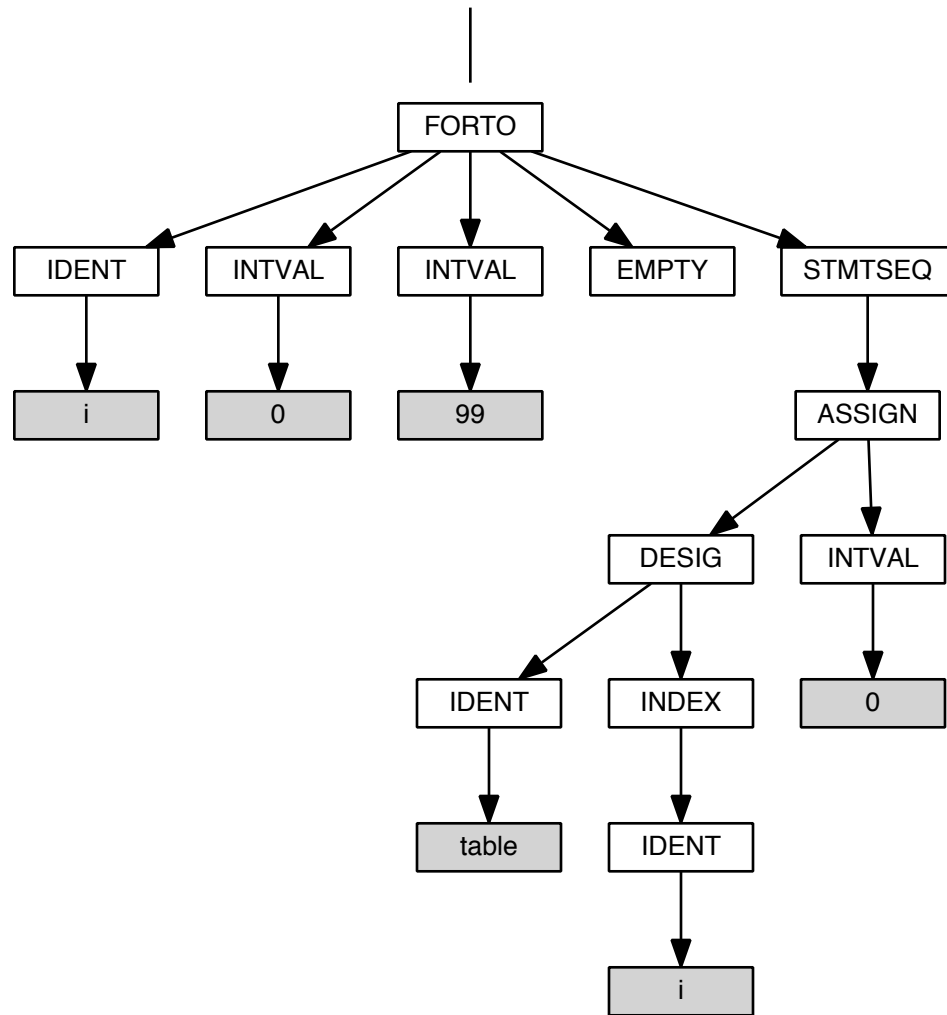 FORTO
IDENT INTVAL INTVAL EMPTY STMTSEQ
i 0 99 ASSIGN
DESIG INTVAL
IDENT INDEX 0
table IDENT
i